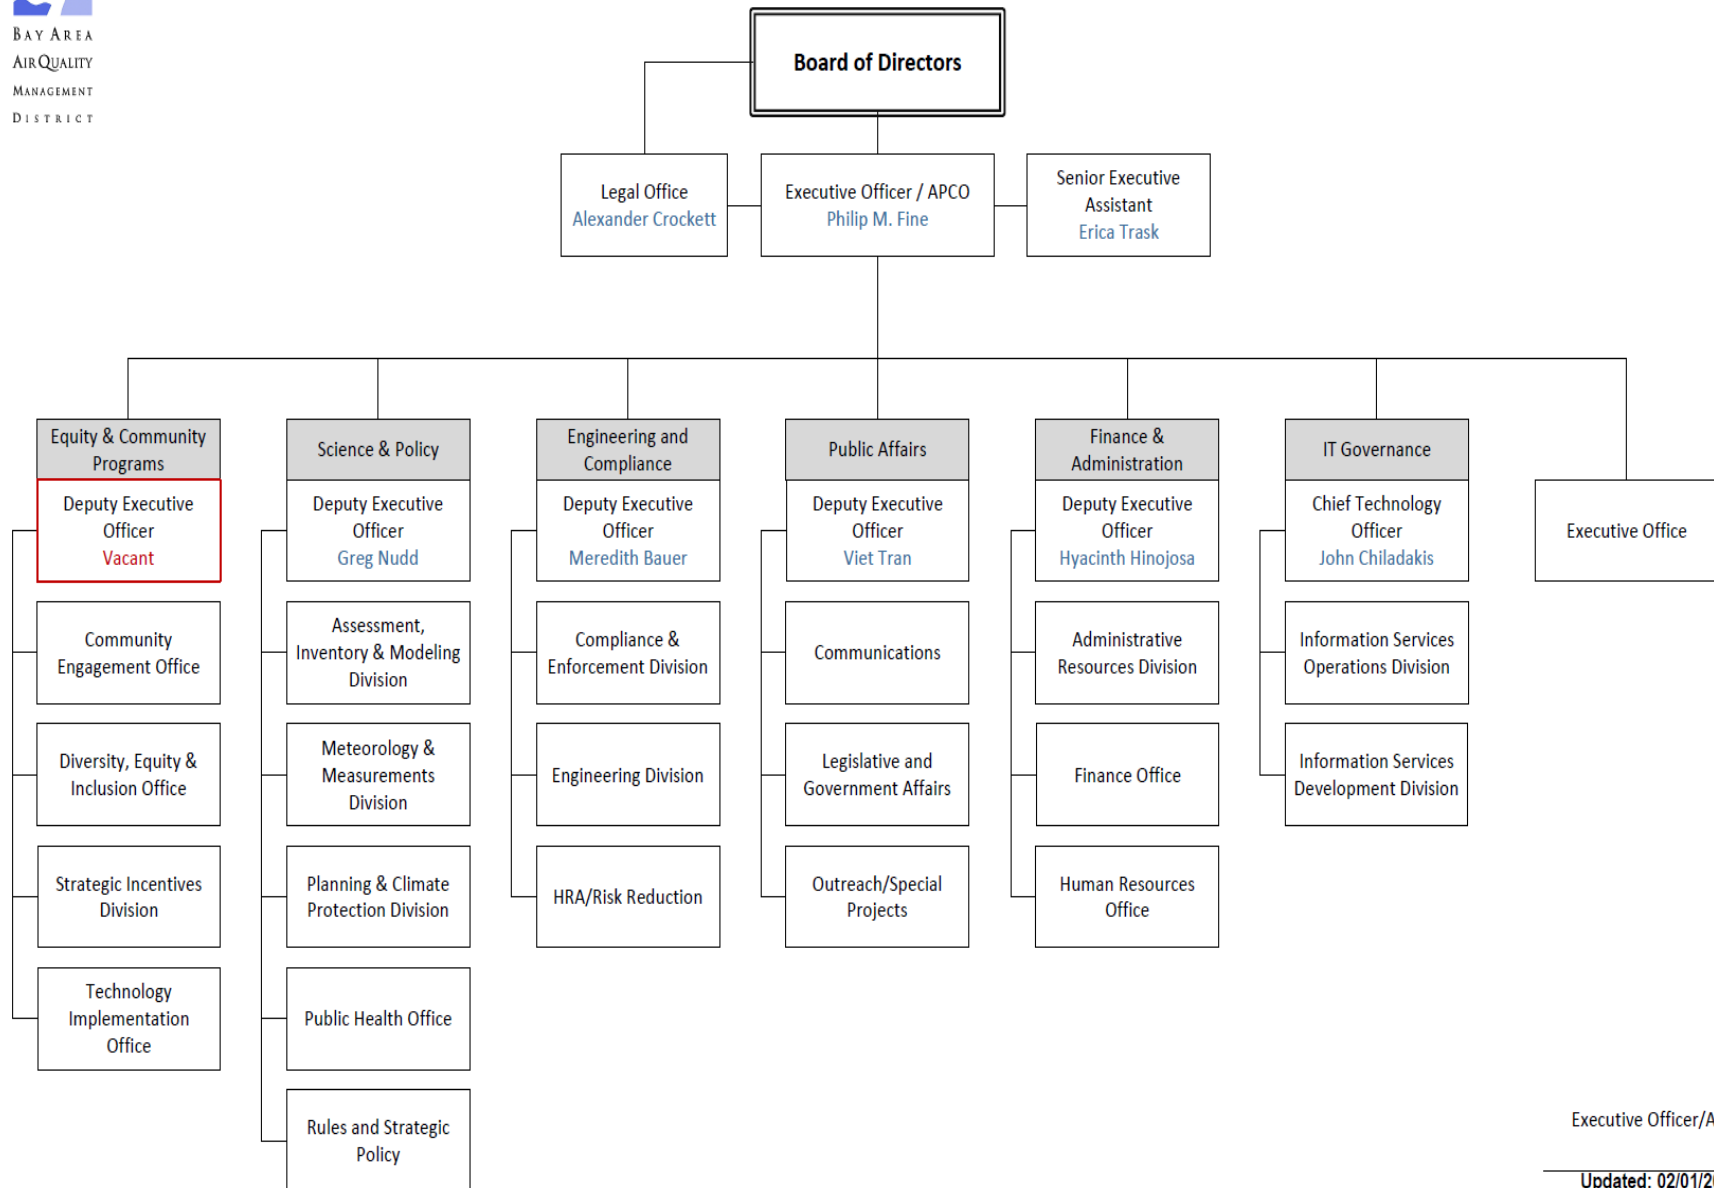 BAY AREA
AIR QUALITY
MANAGEMENT
DISTRICT
Board of Directors
Legal Office
Alexander Crockett
Executive Officer / APCO
Philip M. Fine
Senior Executive
Assistant
Erica Trask
Equity & Community
Programs
Deputy Executive
Officer
Vacant
Community
Engagement Office
Diversity, Equity &
Inclusion Office
Strategic Incentives
Division
Technology
Implementation
Office
Science & Policy
Deputy Executive
Officer
Greg Nudd
Assessment,
Inventory & Modeling
Division
Meteorology &
Measurements
Division
Planning & Climate
Protection Division
Public Health Office
Rules and Strategic
Policy
Engineering and
Compliance
Deputy Executive
Officer
Meredith Bauer
Compliance &
Enforcement Division
Engineering Division
HRA/Risk Reduction
Public Affairs
Deputy Executive
Officer
Viet Tran
Communications
Legislative and
Government Affairs
Outreach/Special
Projects
Finance &
Administration
Deputy Executive
Officer
Hyacinth Hinojosa
Administrative
Resources Division
Finance Office
Human Resources
Office
IT Governance
Chief Technology
Officer
John Chiladakis
Information Services
Operations Division
Information Services
Development Division
Executive Office
Executive Officer/A
Updated: 02/01/20